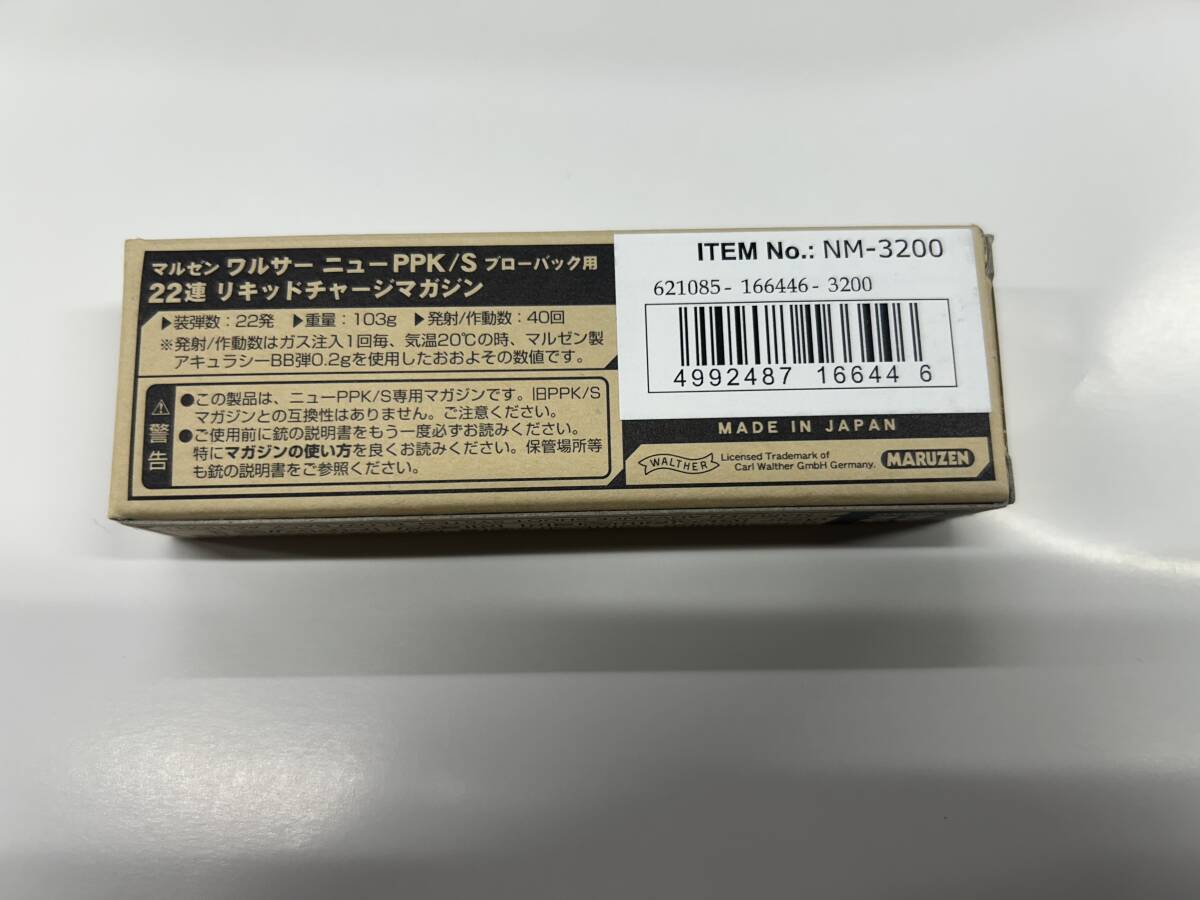 マルゼン ワルサー ニューPPK/S ブローバック用
22連 リキッドチャージマガジン
▶装弾数：22発 ▶重量：103g ▶発射/作動数：40回
※発射/作動数はガス注入1回毎、気温20℃の時、マルゼン製
アキュラシーBB弾0.2gを使用したおおよその数値です。
警告
●この製品は、ニューPPK/S専用マガジンです。旧PPK/S
マガジンとの互換性はありません。ご注意ください。
●ご使用前に銃の説明書をもう一度必ずお読みください。
特にマガジンの使い方を良くお読みください。保管場所等
も銃の説明書をご参照ください。
ITEM No.: NM-3200
621085- 166446- 3200
4992487 166446
MADE IN JAPAN
WALTHER
Licensed Trademark of
Carl Walther GmbH Germany.
MARUZEN